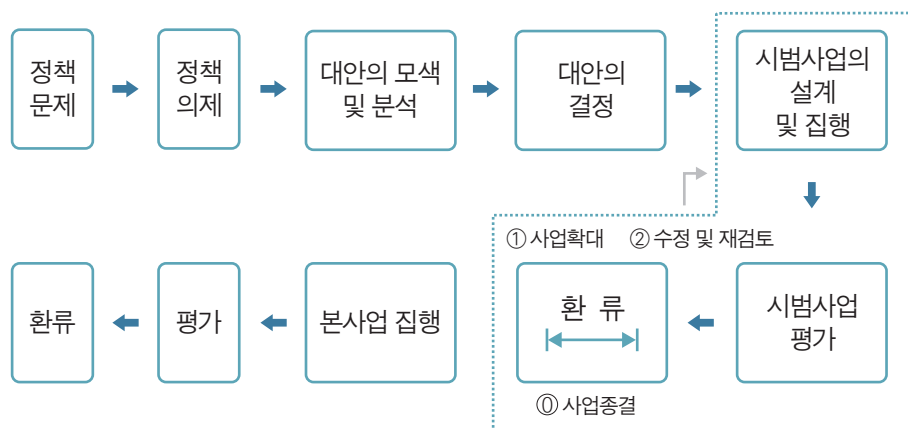 정책
문제
정책
의제
대안의 모색
및 분석
대안의
결정
시범사업의
설계
및 집행
① 사업확대
② 수정 및 재검토
환류
평가
본사업 집행
환 류
시범사업
평가
⓪ 사업종결